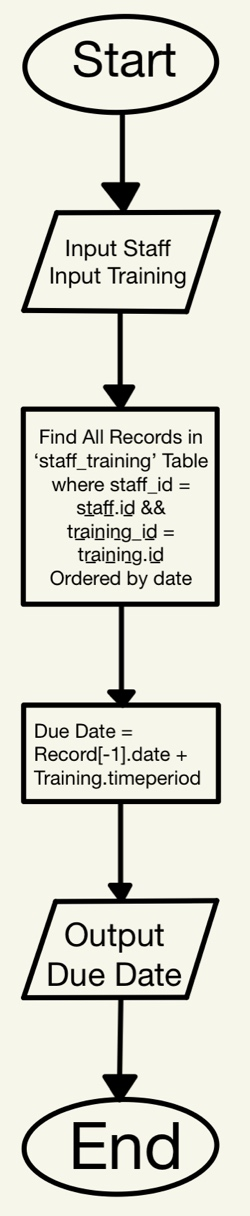 Start
Input Staff
Input Training
Find All Records in
‘staff_training’ Table
where staff_id =
staff.id &&
training_id =
training.id
Ordered by date
Due Date =
Record[-1].date +
Training.timeperiod
Output
Due Date
End